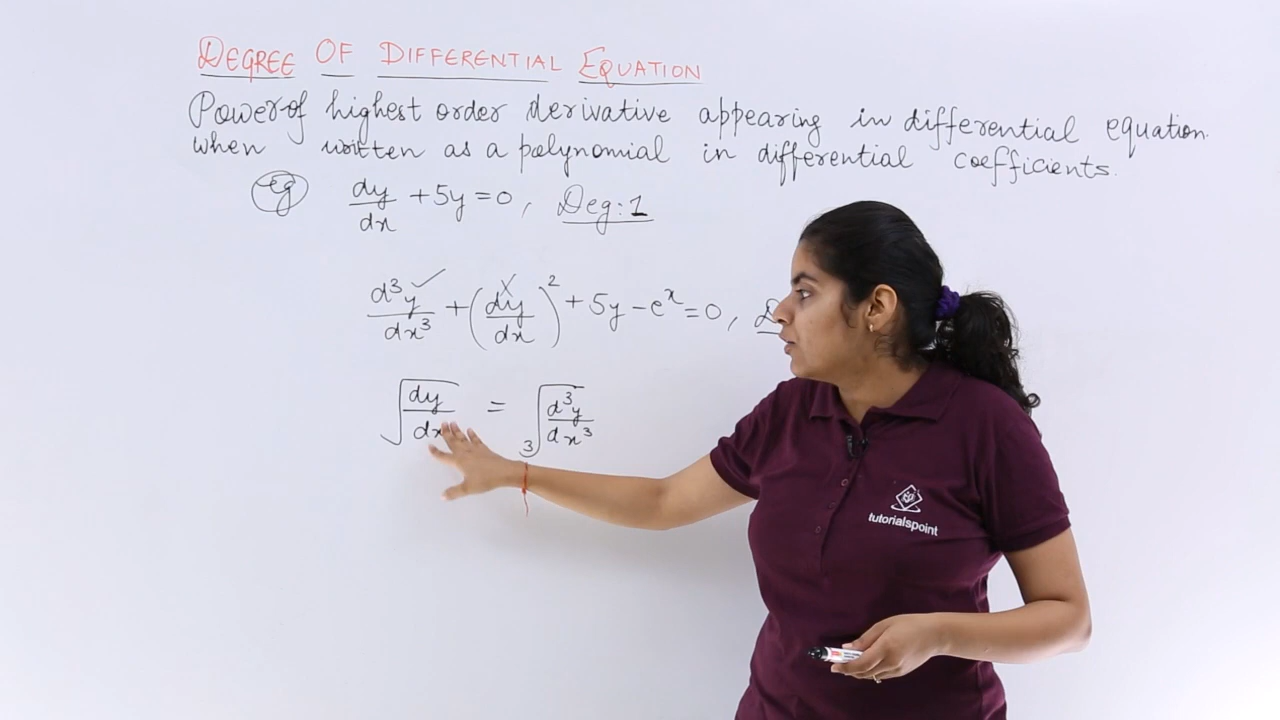 DEGREE OF DIFFERENTIAL EQUATION
Power of highest order derivative appearing in differential equation
when written as a polynomial in differential coefficients.
eg dy/dx + 5y = 0, Deg: 1
d³y/dx³ ✓ + (dy/dx ✗)² + 5y − eˣ = 0,
√(dy/dx) = ³√(d³y/dx³)
tutorialspoint